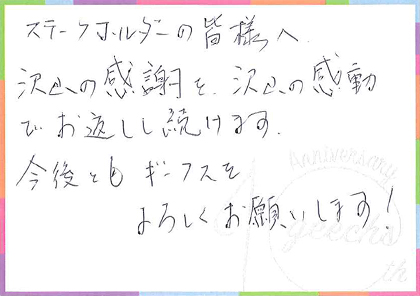 ステークホルダーの皆様へ
沢山の感謝を、沢山の感動
でお返しし続けます。
今後とも ギークスを
よろしくお願いします!
Anniversary
geechs
th